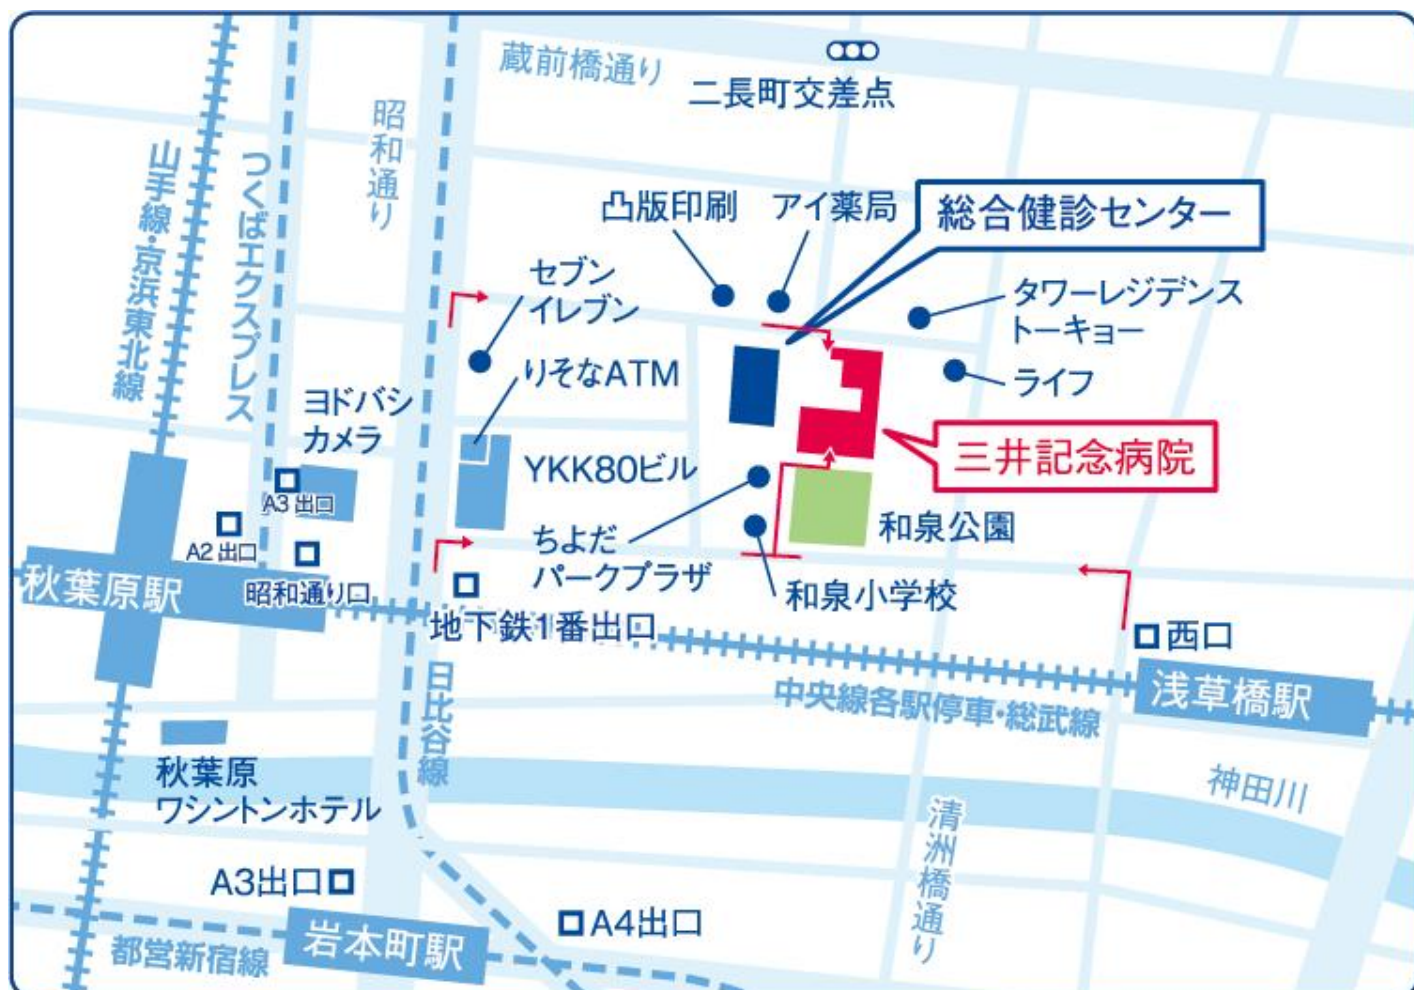 蔵前橋通り
二長町交差点
昭和通り
山手線・京浜東北線
つくばエクスプレス
凸版印刷
アイ薬局
総合健診センター
セブン
イレブン
タワーレジデンス
トーキョー
りそなATM
ライフ
ヨドバシ
カメラ
三井記念病院
YKK80ビル
A3 出口
A2 出口
和泉公園
ちよだ
パークプラザ
秋葉原駅
昭和通り口
和泉小学校
地下鉄1番出口
西口
浅草橋駅
中央線各駅停車・総武線
日比谷線
秋葉原
ワシントンホテル
神田川
清洲橋通り
A3出口
A4出口
岩本町駅
都営新宿線